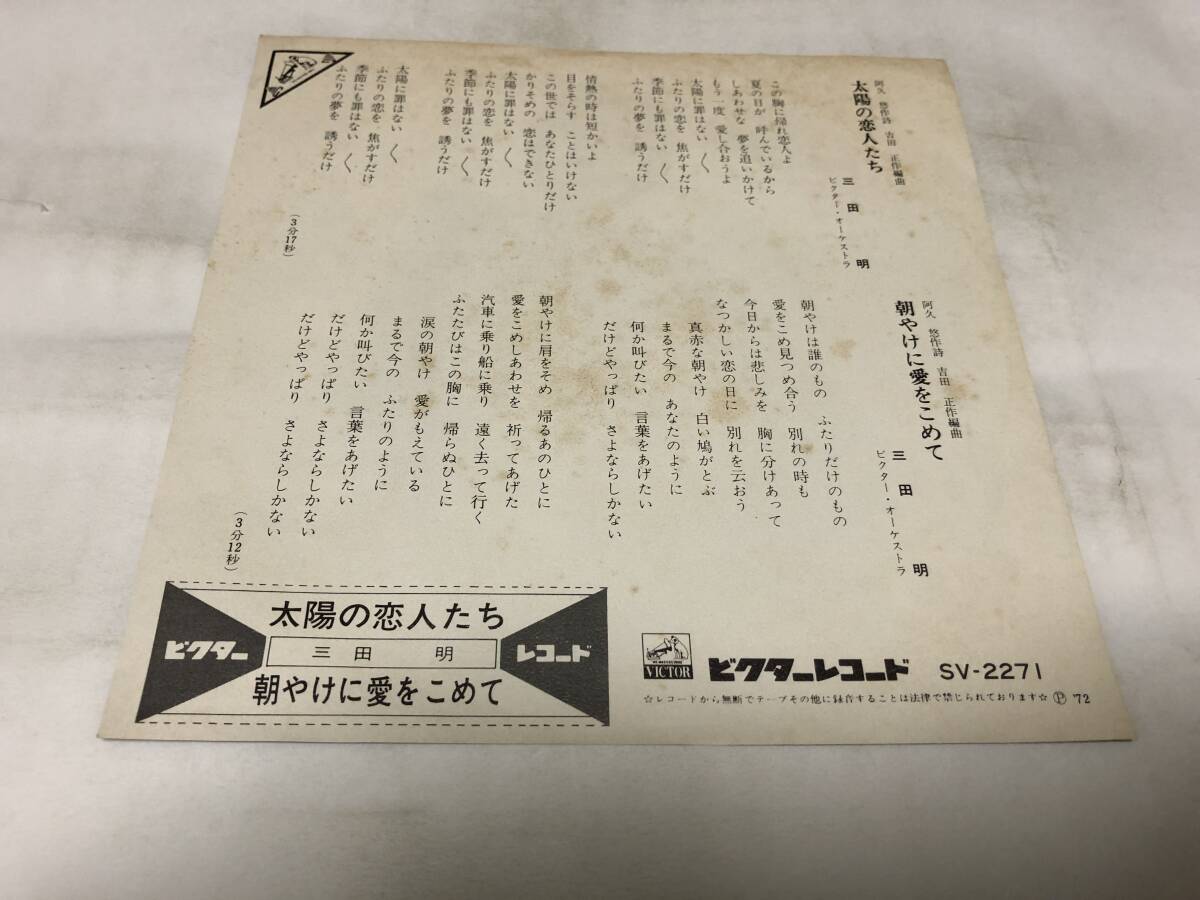 太陽の恋人たち
阿久 悠作詩 吉田 正作編曲
三田 明
ビクター・オーケストラ
この胸に帰れ恋人よ
夏の日が 呼んでいるから
しあわせな 夢を追いかけて
もう一度 愛し合おうよ
太陽に罪はない く
ふたりの恋を 焦がすだけ
季節にも罪はない く
ふたりの夢を 誘うだけ
情熱の時は短かいよ
目をそらす ことはいけない
この世では あなたひとりだけ
かりそめの 恋はできない
太陽に罪はない く
ふたりの恋を 焦がすだけ
季節にも罪はない く
ふたりの夢を 誘うだけ
太陽に罪はない く
ふたりの恋を 焦がすだけ
季節にも罪はない く
ふたりの夢を 誘うだけ
(3分17秒)
朝やけに愛をこめて
阿久 悠作詩 吉田 正作編曲
三田 明
ビクター・オーケストラ
朝やけは誰のもの ふたりだけのもの
愛をこめ見つめ合う 別れの時も
今日からは悲しみを 胸に分けあって
なつかしい恋の日に 別れを云おう
真赤な朝やけ 白い鳩がとぶ
まるで今の あなたのように
何か叫びたい 言葉をあげたい
だけどやっぱり さよならしかない
朝やけに肩をそめ 帰るあのひとに
愛をこめしあわせを 祈ってあげた
汽車に乗り船に乗り 遠く去って行く
ふたたびはこの胸に 帰らぬひとに
涙の朝やけ 愛がもえている
まるで今の ふたりのように
何か叫びたい 言葉をあげたい
だけどやっぱり さよならしかない
だけどやっぱり さよならしかない
(3分12秒)
太陽の恋人たち
ビクター
三田 明
レコード
朝やけに愛をこめて
VICTOR
ビクターレコード SV-2271
☆レコードから無断でテープその他に録音することは法律で禁じられております☆ Ⓟ '72